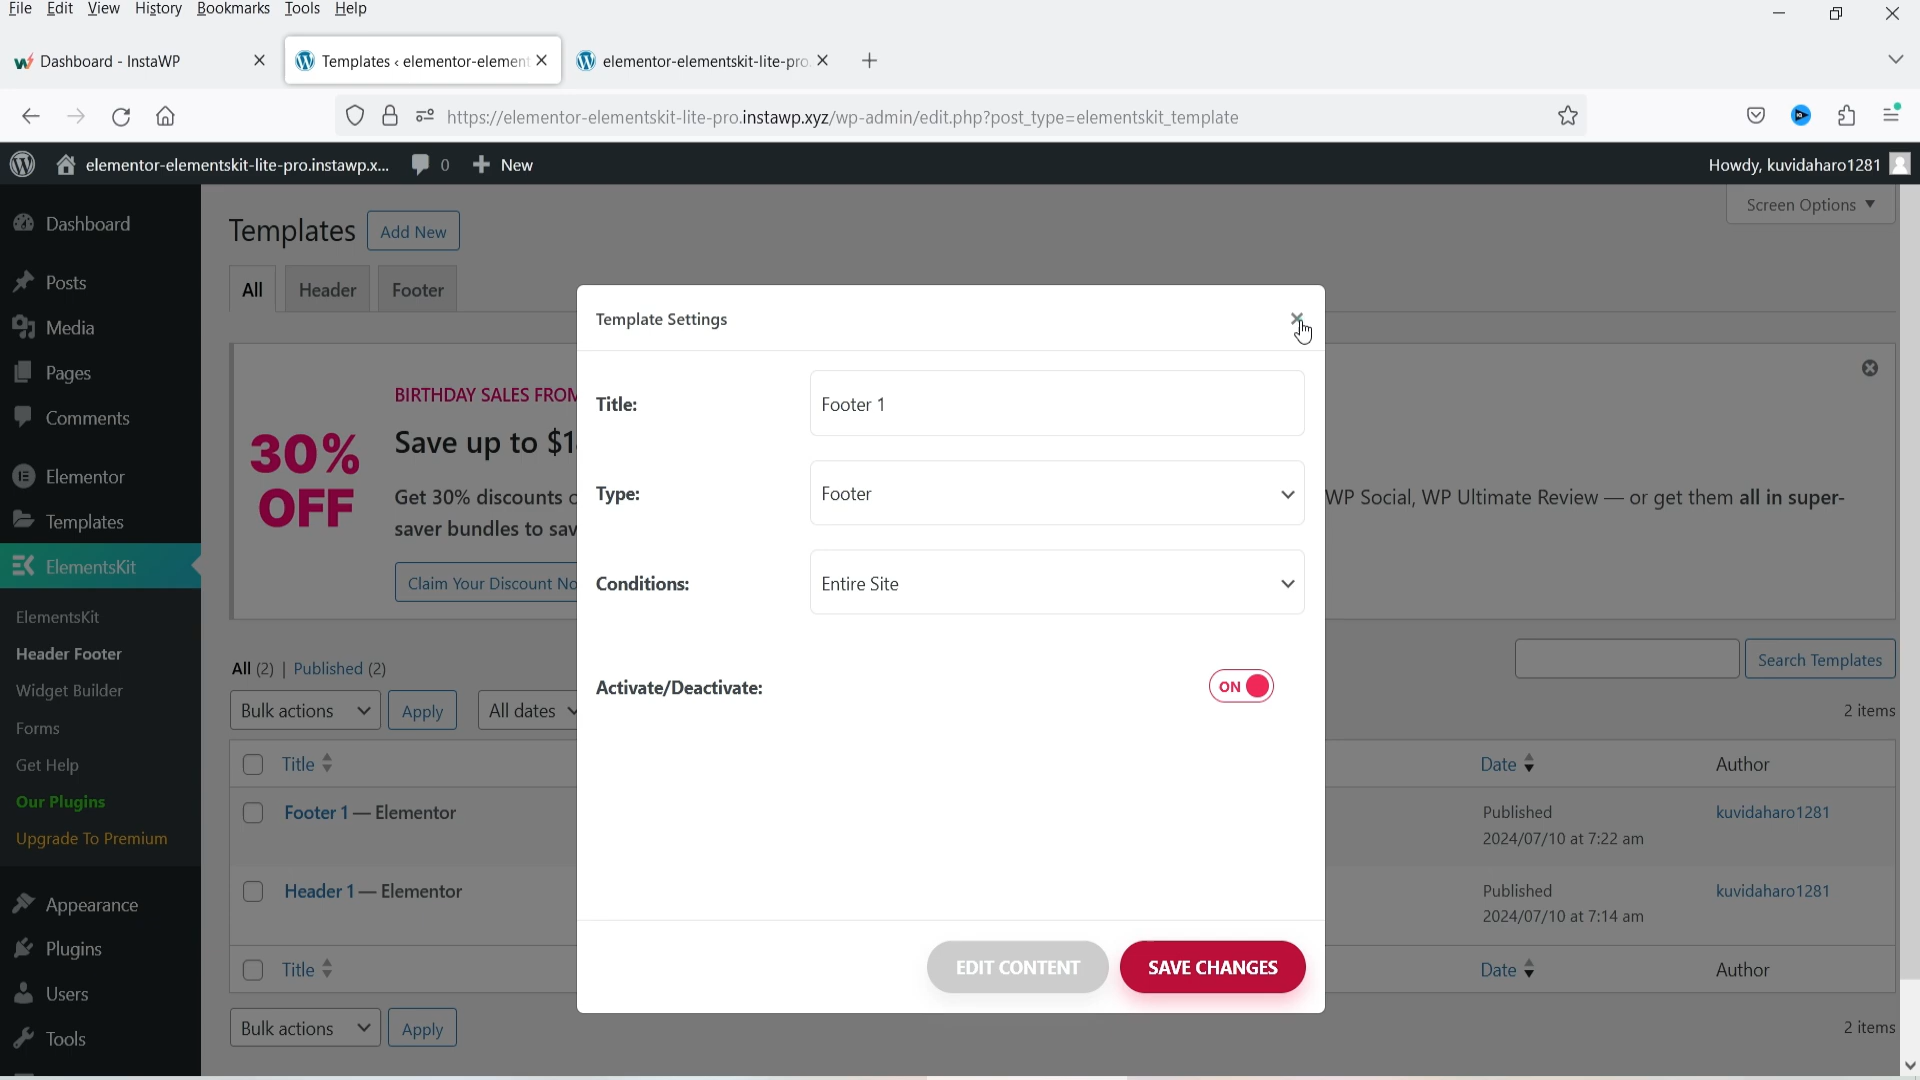 File Edit View History Bookmarks Tools Help
Dashboard - InstaWP
Templates ‹ elementor-element
elementor-elementskit-lite-pro.
https://elementor-elementskit-lite-pro.instawp.xyz/wp-admin/edit.php?post_type=elementskit_template
elementor-elementskit-lite-pro.instawp.x... 0 New
Howdy, kuvidaharo1281
Dashboard
Posts
Media
Pages
Comments
Elementor
Templates
ElementsKit
ElementsKit
Header Footer
Widget Builder
Forms
Get Help
Our Plugins
Upgrade To Premium
Appearance
Plugins
Users
Tools
Screen Options
Templates Add New
All Header Footer
30%
OFF
BIRTHDAY SALES FROM
Save up to $1
Get 30% discounts
WP Social, WP Ultimate Review — or get them all in super-
saver bundles to sav
Claim Your Discount No
Template Settings
Title: Footer 1
Type: Footer
Conditions: Entire Site
Activate/Deactivate: ON
EDIT CONTENT SAVE CHANGES
All (2) | Published (2)
Search Templates
Bulk actions Apply All dates
2 items
Title Date Author
Footer 1 — Elementor Published kuvidaharo1281
2024/07/10 at 7:22 am
Header 1 — Elementor Published kuvidaharo1281
2024/07/10 at 7:14 am
Title Date Author
Bulk actions Apply
2 items